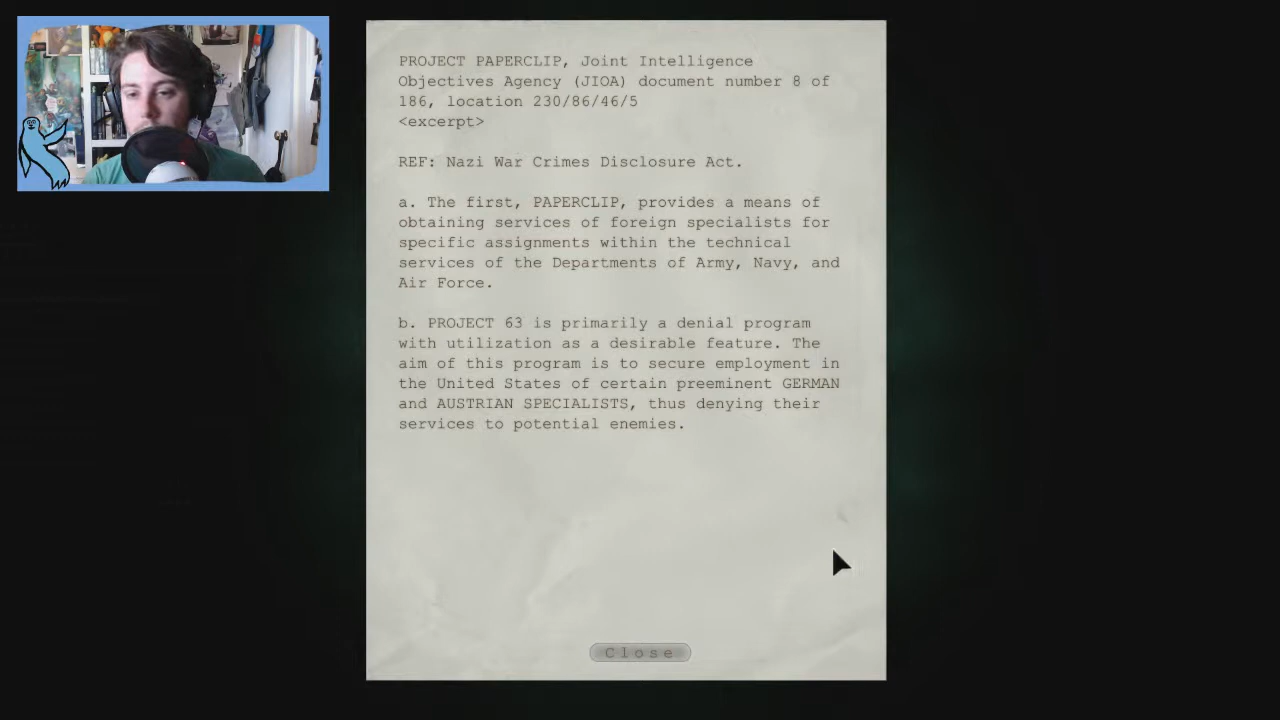 PROJECT PAPERCLIP, Joint Intelligence
Objectives Agency (JIOA) document number 8 of
186, location 230/86/46/5
<excerpt>
REF: Nazi War Crimes Disclosure Act.
a. The first, PAPERCLIP, provides a means of
obtaining services of foreign specialists for
specific assignments within the technical
services of the Departments of Army, Navy, and
Air Force.
b. PROJECT 63 is primarily a denial program
with utilization as a desirable feature. The
aim of this program is to secure employment in
the United States of certain preeminent GERMAN
and AUSTRIAN SPECIALISTS, thus denying their
services to potential enemies.
Close